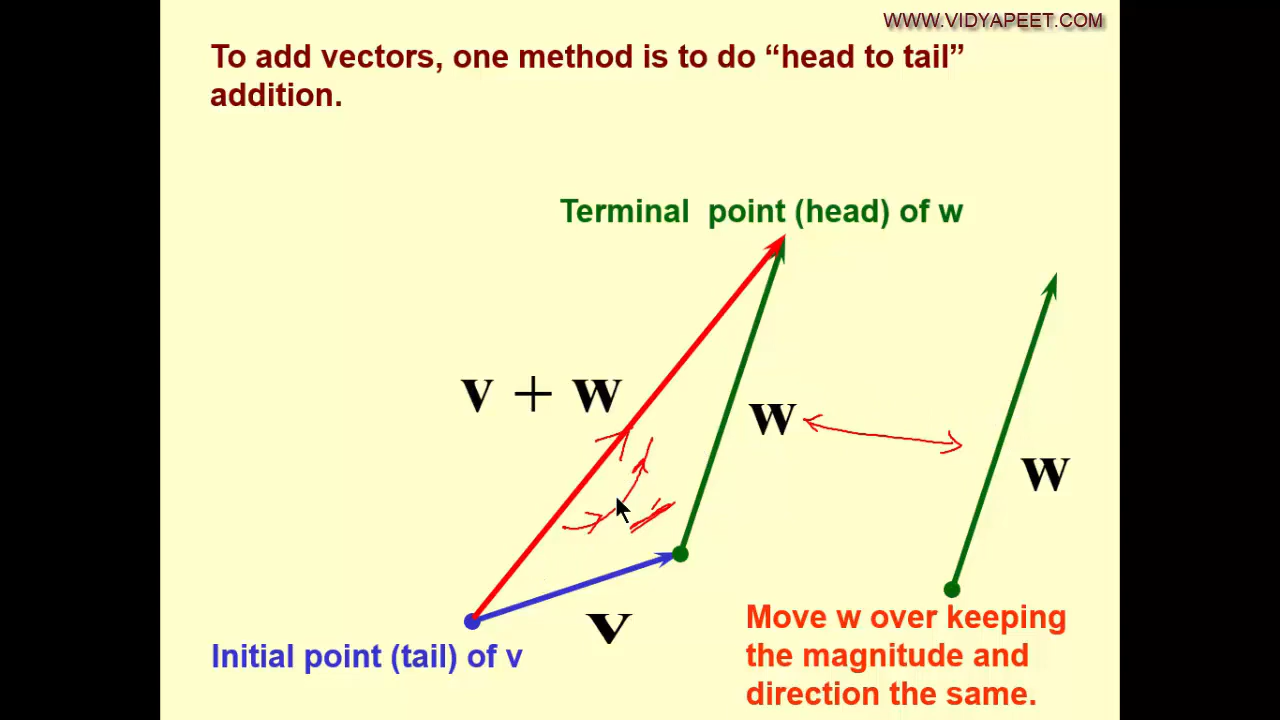 WWW.VIDYAPEET.COM
To add vectors, one method is to do “head to tail”
addition.
Terminal point (head) of w
v + w
w
w
v
Initial point (tail) of v
Move w over keeping
the magnitude and
direction the same.